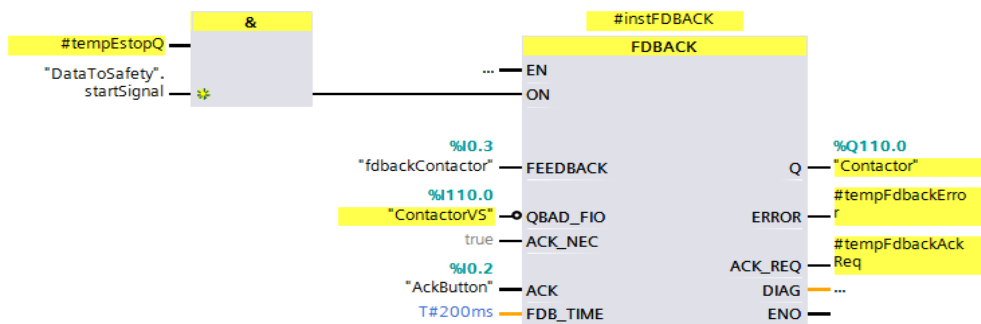 &
#instFDBACK
FDBACK
#tempEstopQ
"DataToSafety".
startSignal
... EN
ON
%I0.3
"fdbackContactor"
FEEDBACK
%I110.0
"ContactorVS"
QBAD_FIO
true
ACK_NEC
%I0.2
"AckButton"
ACK
T#200ms
FDB_TIME
%Q110.0
Q
"Contactor"
#tempFdbackErro
ERROR
r
#tempFdbackAck
ACK_REQ
Req
DIAG
...
ENO